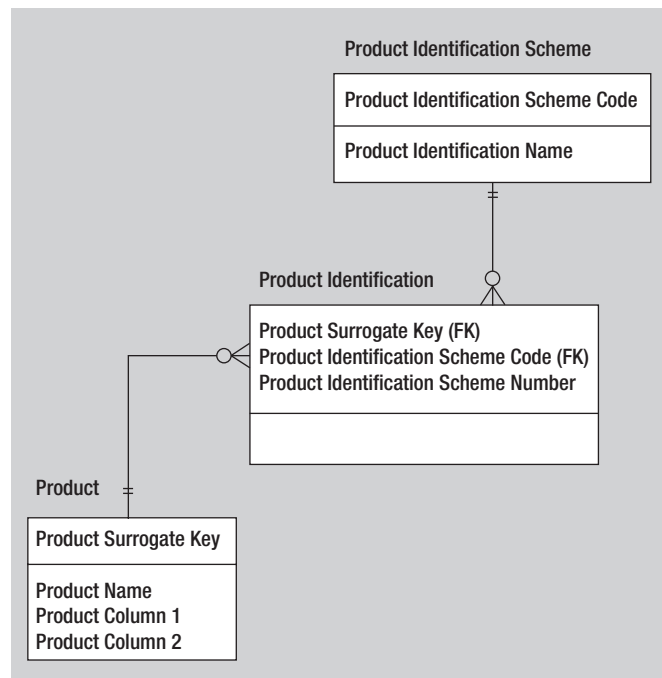 Product Identification Scheme
Product Identification Scheme Code
Product Identification Name
Product Identification
Product Surrogate Key (FK)
Product Identification Scheme Code (FK)
Product Identification Scheme Number
Product
Product Surrogate Key
Product Name
Product Column 1
Product Column 2